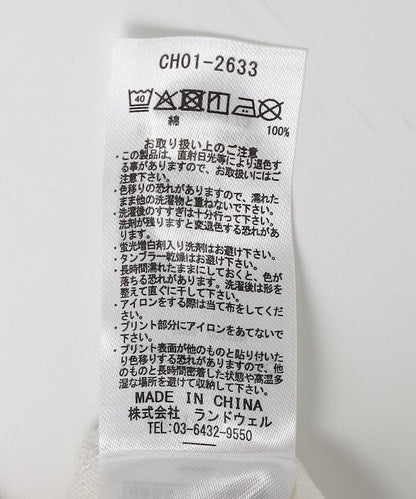 CH01-2633
40
綿 100%
お取り扱い上のご注意
・この製品は、直射日光等により退色す
る事がありますので、お取扱いにはご
注意下さい。
・色移りの恐れがありますので、濡れた
まま他の洗濯物と重ねないで下さい。
・洗濯後のすすぎは十分行って下さい。
洗剤が残りますと変退色する恐れがあ
ります。
・蛍光増白剤入り洗剤はお避け下さい。
・タンブラー乾燥はお避け下さい。
・長時間濡れたままにしておくと、色が
落ちる恐れがあります。洗濯後は形を
整えて直ぐに干して下さい。
・アイロンをする際は当て布をしてくだ
さい。
・プリント部分にアイロンをあてないで
下さい。
・プリント表面が他のものと貼り付いた
り色移りする恐れがありますので、他
のものと長時間密着した状態や高温多
湿な場所を避けて収納して下さい。
MADE IN CHINA
株式会社 ランドウェル
TEL:03-6432-9550